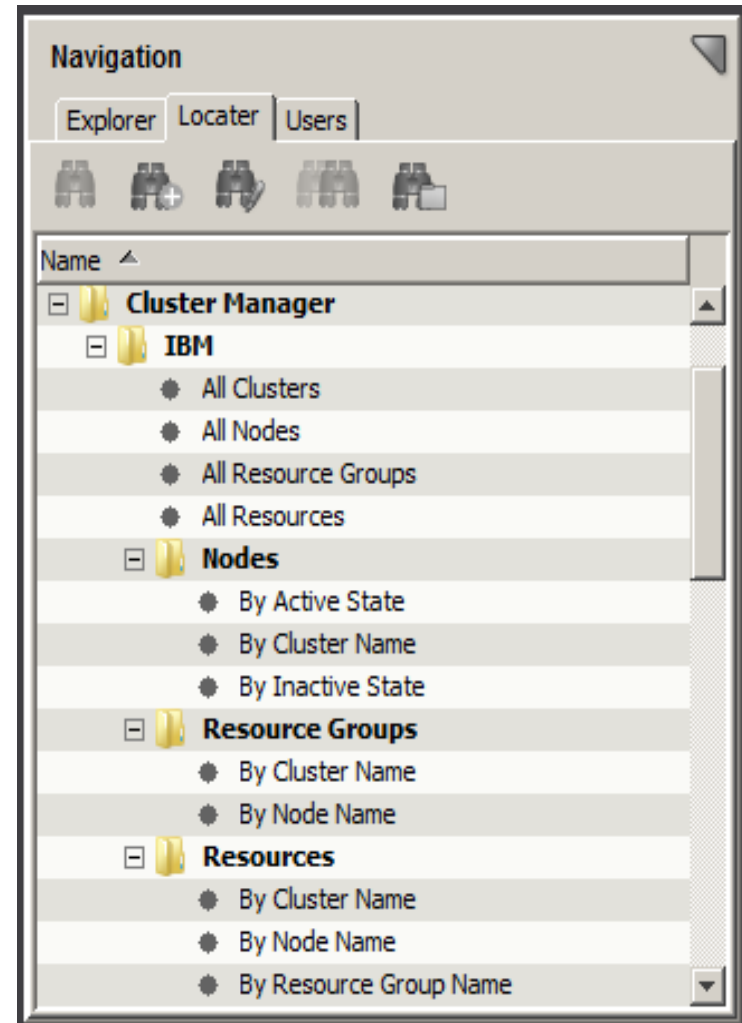 Navigation
Explorer Locater Users
Name
Cluster Manager
IBM
All Clusters
All Nodes
All Resource Groups
All Resources
Nodes
By Active State
By Cluster Name
By Inactive State
Resource Groups
By Cluster Name
By Node Name
Resources
By Cluster Name
By Node Name
By Resource Group Name